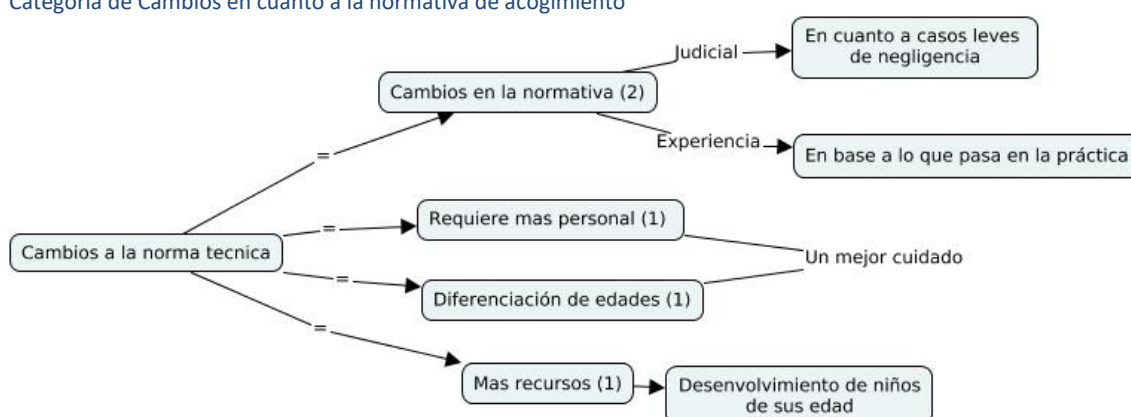 Categoría de Cambios en cuanto a la normativa de acogimiento
En cuanto a casos leves
de negligencia
Judicial
Cambios en la normativa (2)
Experiencia
En base a lo que pasa en la práctica
=
Requiere mas personal (1)
=
Cambios a la norma tecnica
Un mejor cuidado
=
Diferenciación de edades (1)
=
Mas recursos (1)
Desenvolvimiento de niños
de sus edad